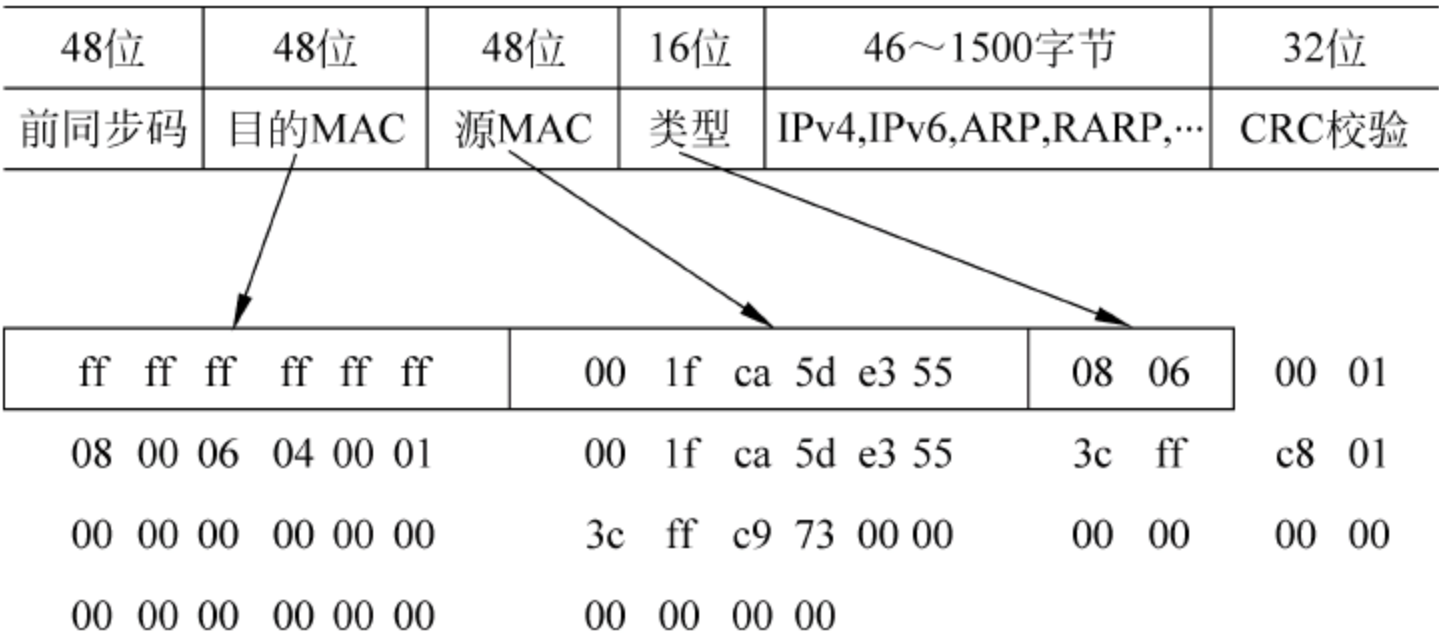 48位 48位 48位 16位 46～1500字节 32位
前同步码 目的MAC 源MAC 类型 IPv4,IPv6,ARP,RARP,… CRC校验
ff ff ff ff ff ff 00 1f ca 5d e3 55 08 06 00 01
08 00 06 04 00 01 00 1f ca 5d e3 55 3c ff c8 01
00 00 00 00 00 00 3c ff c9 73 00 00 00 00 00 00
00 00 00 00 00 00 00 00 00 00